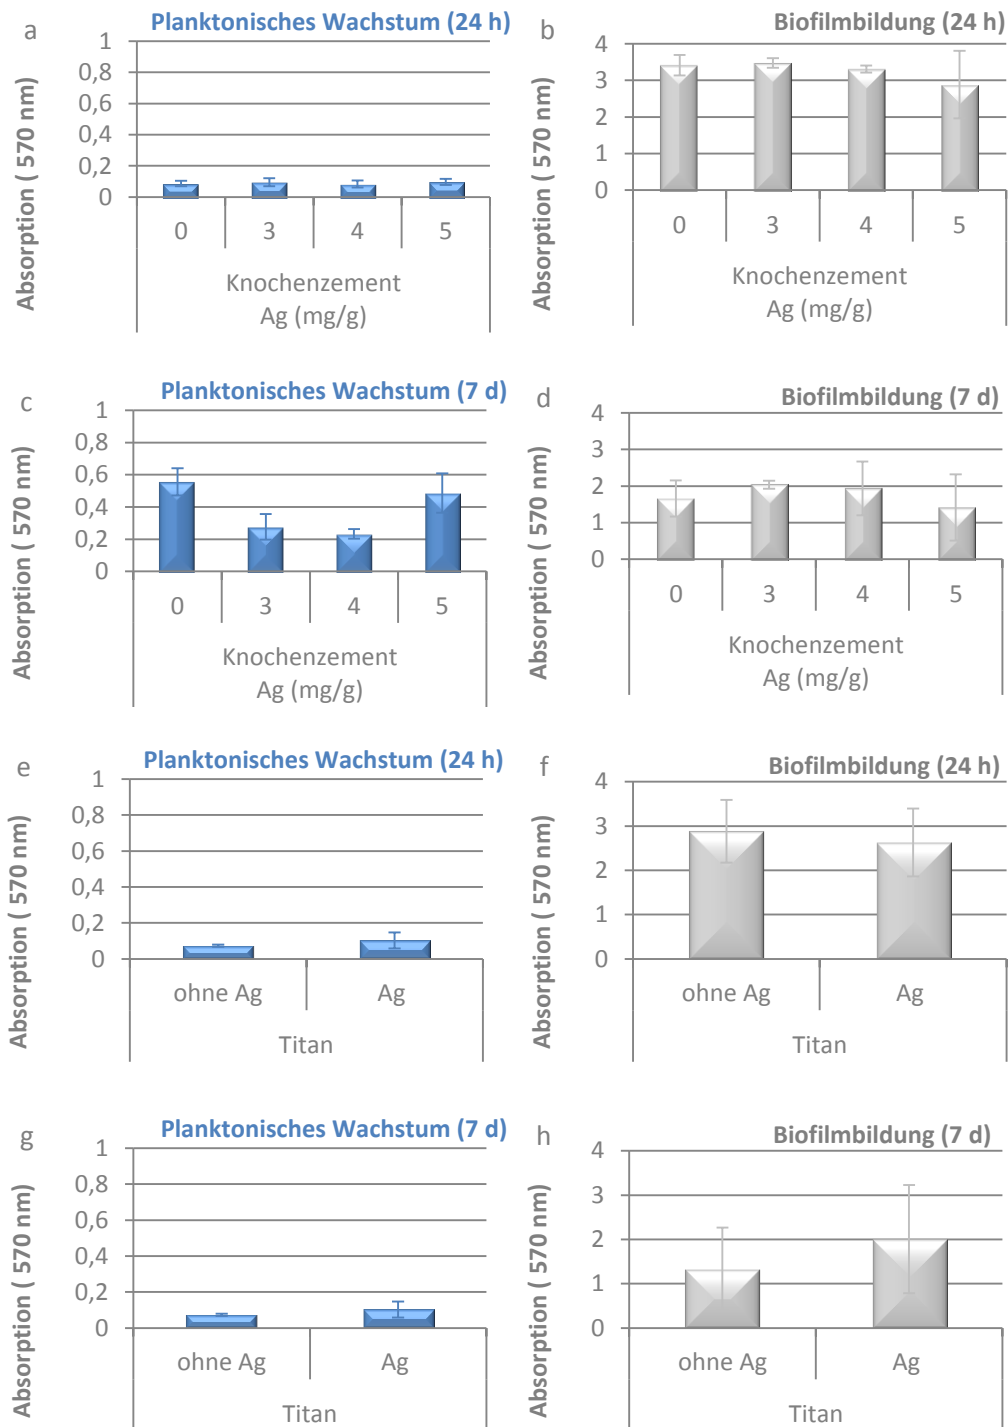 a
Planktonisches Wachstum (24 h)
Absorption ( 570 nm)
1
0,8
0,6
0,4
0,2
0
0 3 4 5
Knochenzement
Ag (mg/g)
b
Biofilmbildung (24 h)
Absorption ( 570 nm)
4
3
2
1
0
0 3 4 5
Knochenzement
Ag (mg/g)
c
Planktonisches Wachstum (7 d)
Absorption ( 570 nm)
1
0,8
0,6
0,4
0,2
0
0 3 4 5
Knochenzement
Ag (mg/g)
d
Biofilmbildung (7 d)
Absorption ( 570 nm)
4
3
2
1
0
0 3 4 5
Knochenzement
Ag (mg/g)
e
Planktonisches Wachstum (24 h)
Absorption ( 570 nm)
1
0,8
0,6
0,4
0,2
0
ohne Ag Ag
Titan
f
Biofilmbildung (24 h)
Absorption ( 570 nm)
4
3
2
1
0
ohne Ag Ag
Titan
g
Planktonisches Wachstum (7 d)
Absorption ( 570 nm)
1
0,8
0,6
0,4
0,2
0
ohne Ag Ag
Titan
h
Biofilmbildung (7 d)
Absorption ( 570 nm)
4
3
2
1
0
ohne Ag Ag
Titan